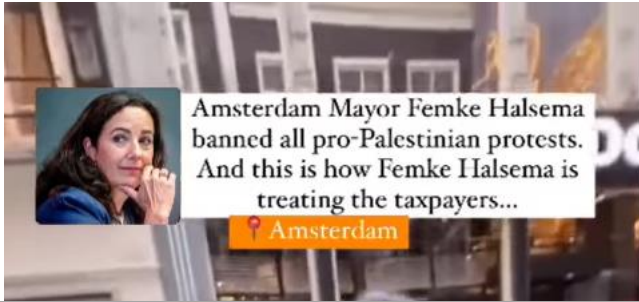 Amsterdam Mayor Femke Halsema
banned all pro-Palestinian protests.
And this is how Femke Halsema is
treating the taxpayers...
Amsterdam